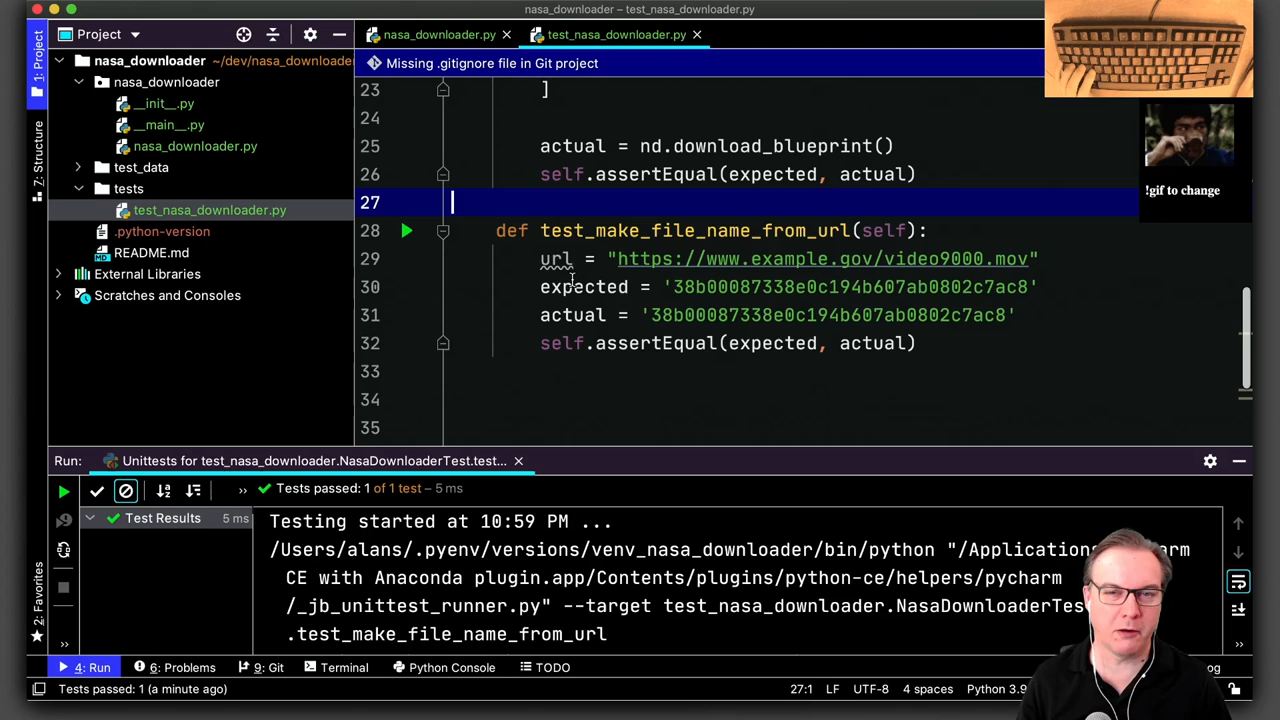 nasa_downloader – test_nasa_downloader.py
Project
nasa_downloader.py
test_nasa_downloader.py
1: Project
7: Structure
2: Favorites
nasa_downloader ~/dev/nasa_downloader
nasa_downloader
__init__.py
__main__.py
nasa_downloader.py
test_data
tests
test_nasa_downloader.py
.python-version
README.md
External Libraries
Scratches and Consoles
Missing .gitignore file in Git project
23 ]
24
25 actual = nd.download_blueprint()
26 self.assertEqual(expected, actual)
27
28 def test_make_file_name_from_url(self):
29 url = "https://www.example.gov/video9000.mov"
30 expected = '38b00087338e0c194b607ab0802c7ac8'
31 actual = '38b00087338e0c194b607ab0802c7ac8'
32 self.assertEqual(expected, actual)
33
34
35
!gif to change
Run: Unittests for test_nasa_downloader.NasaDownloaderTest.test...
>> Tests passed: 1 of 1 test – 5 ms
Test Results 5 ms
Testing started at 10:59 PM ...
/Users/alans/.pyenv/versions/venv_nasa_downloader/bin/python "/Applications
CE with Anaconda plugin.app/Contents/plugins/python-ce/helpers/pycharm
/_jb_unittest_runner.py" --target test_nasa_downloader.NasaDownloaderTes
.test_make_file_name_from_url
4: Run 6: Problems 9: Git Terminal Python Console TODO
Tests passed: 1 (a minute ago) 27:1 LF UTF-8 4 spaces Python 3.9